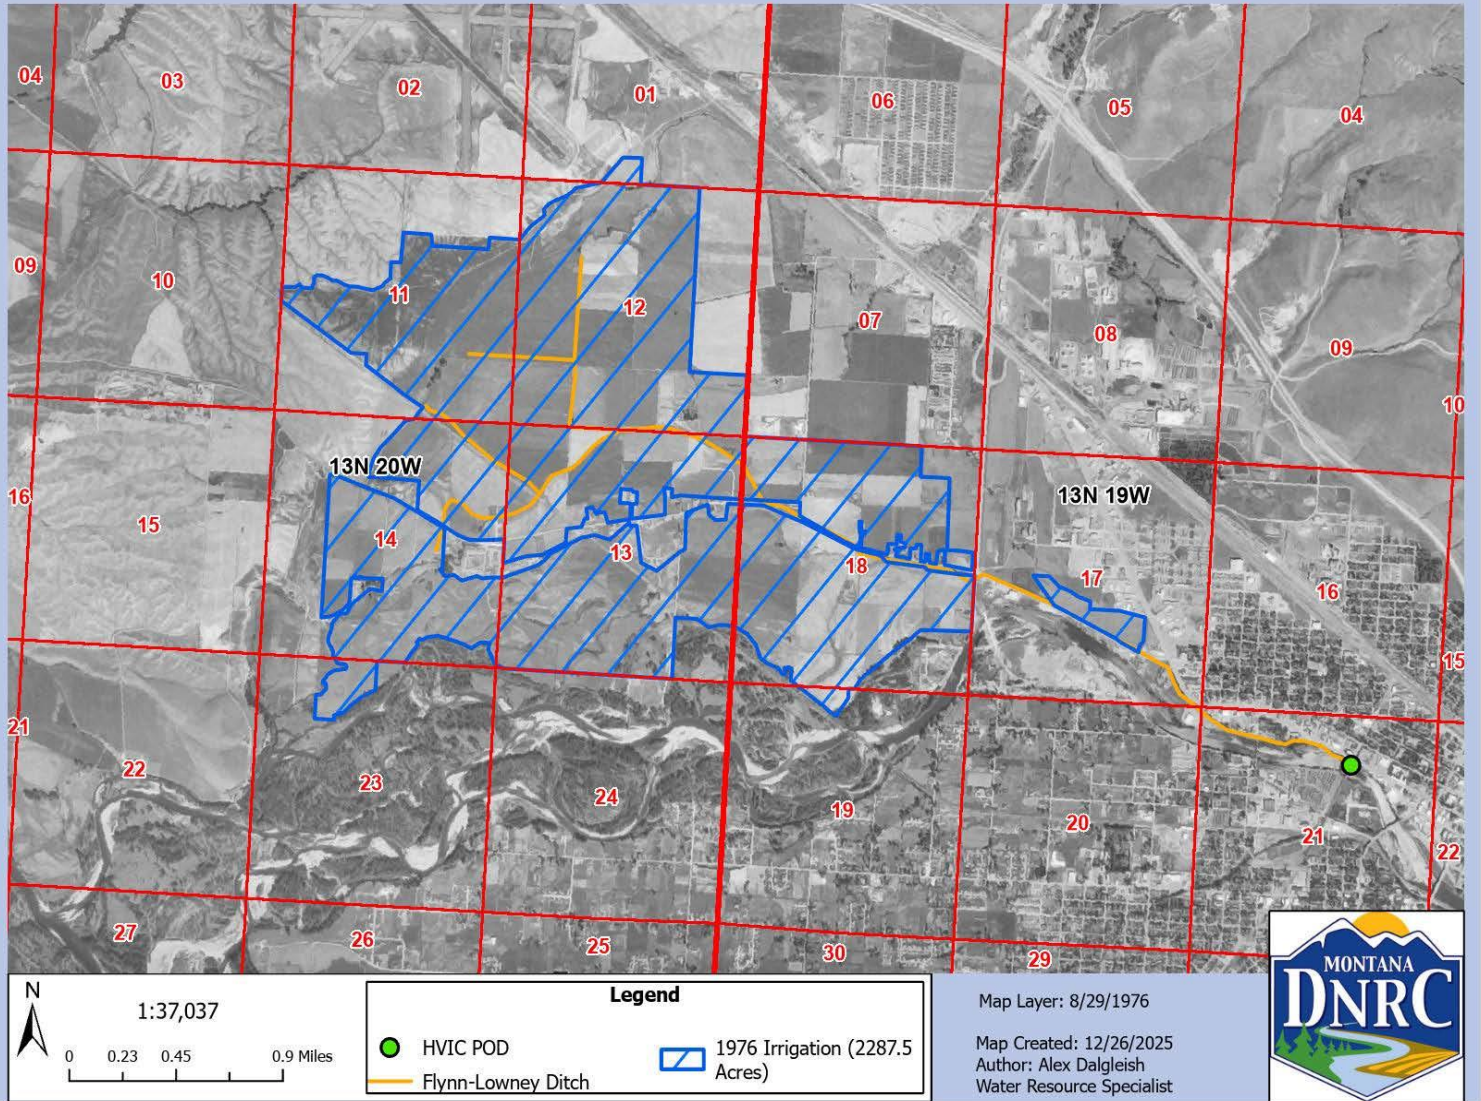 04
03
02
01
06
05
04
09
10
11
12
07
08
09
10
13N 20W
13N 19W
16
15
14
13
18
17
16
15
21
22
23
24
19
20
21
22
27
26
25
30
29
N
1:37,037
0 0.23 0.45 0.9 Miles
Legend
HVIC POD
Flynn-Lowney Ditch
1976 Irrigation (2287.5
Acres)
Map Layer: 8/29/1976
Map Created: 12/26/2025
Author: Alex Dalgleish
Water Resource Specialist
MONTANA
DNRC